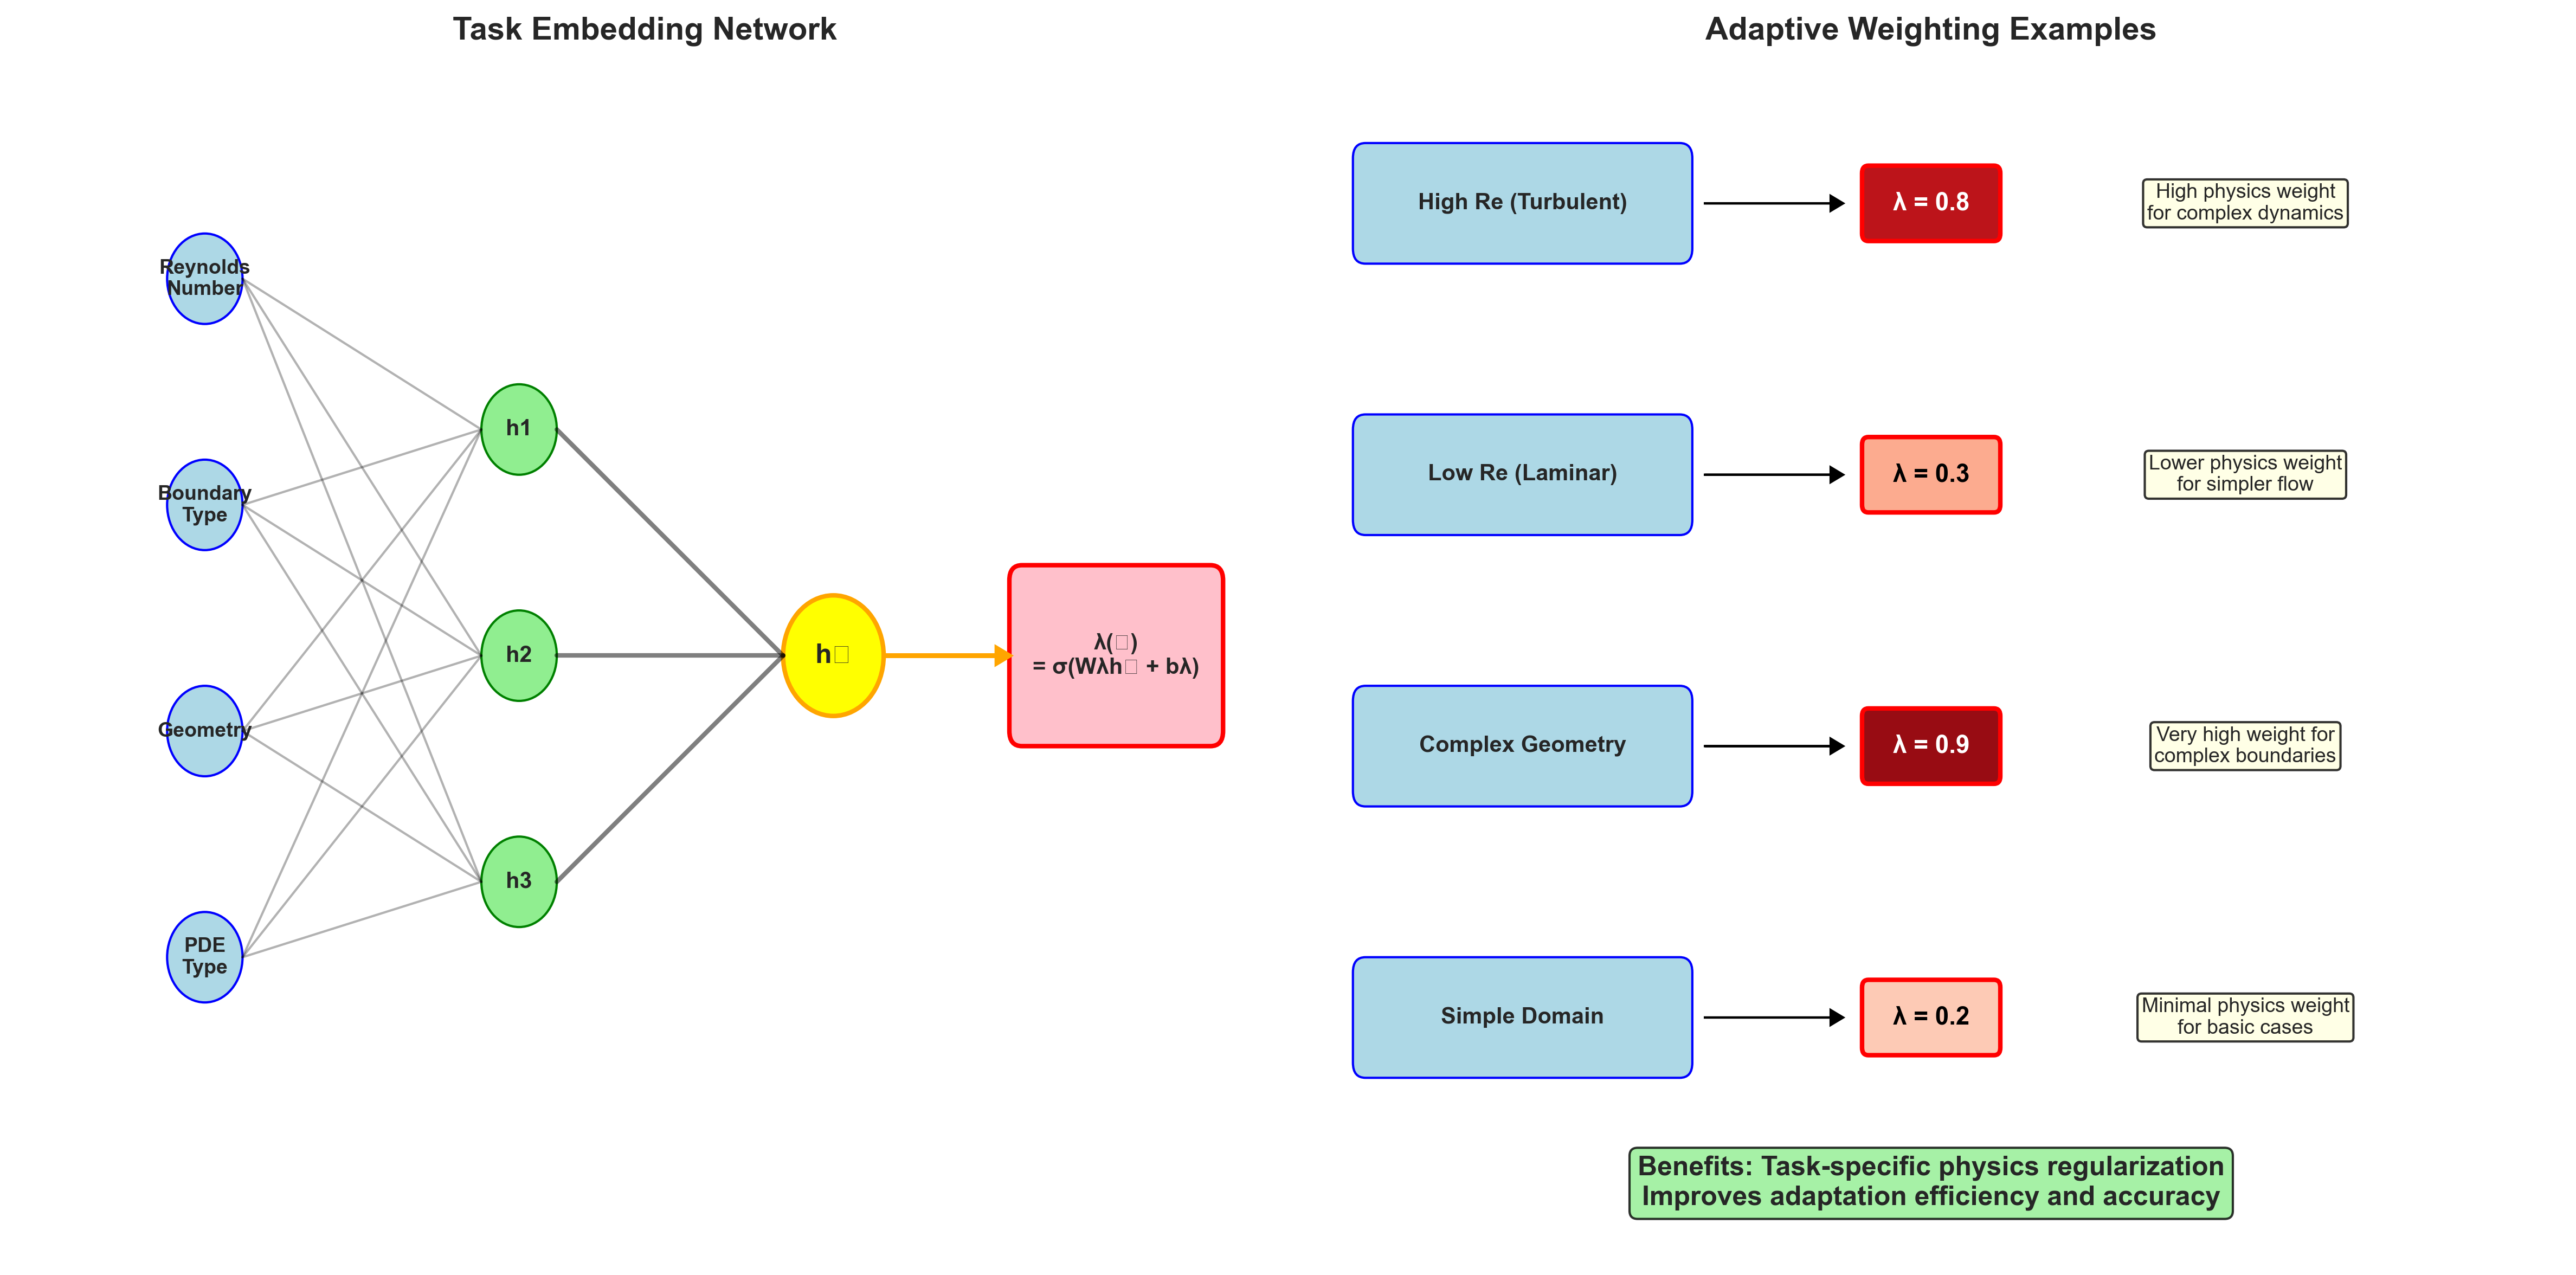 Task Embedding Network
Reynolds
Number
Boundary
Type
Geometry
PDE
Type
h1
h2
h3
h□
λ(□)
= σ(Wλh□ + bλ)
Adaptive Weighting Examples
High Re (Turbulent)
λ = 0.8
High physics weight
for complex dynamics
Low Re (Laminar)
λ = 0.3
Lower physics weight
for simpler flow
Complex Geometry
λ = 0.9
Very high weight for
complex boundaries
Simple Domain
λ = 0.2
Minimal physics weight
for basic cases
Benefits: Task-specific physics regularization
Improves adaptation efficiency and accuracy